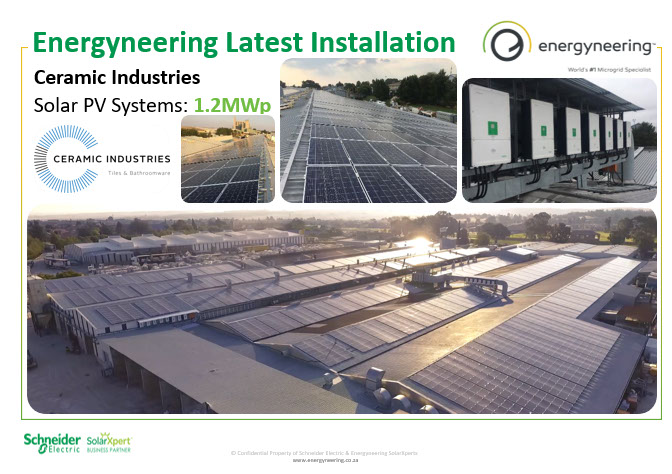 Energyneering Latest Installation
energyneering™
World's #1 Microgrid Specialist
Ceramic Industries
Solar PV Systems: 1.2MWp
CERAMIC INDUSTRIES
Tiles & Bathroomware
Schneider
Electric
SolarXpert
BUSINESS PARTNER
© Confidential Property of Schneider Electric & Energyneering SolarXperts
www.energyneering.co.za